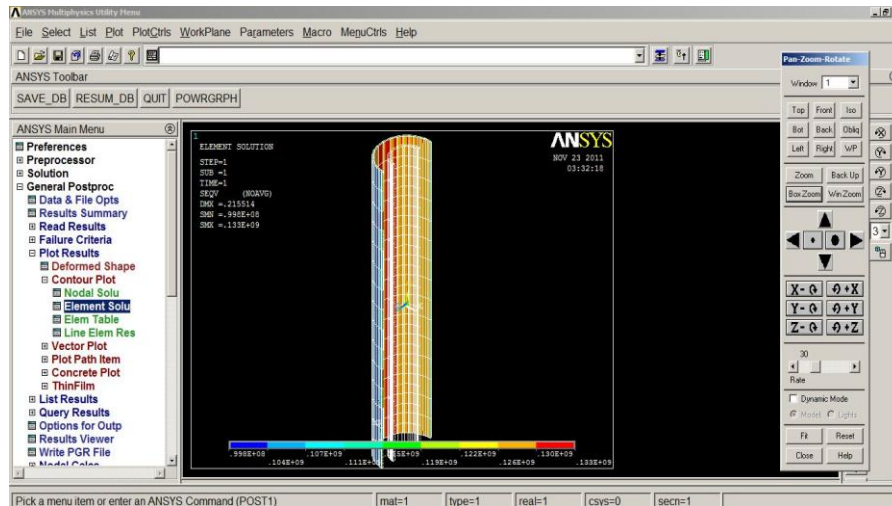 ANSYS Multiphysics Utility Menu
File Select List Plot PlotCtrls WorkPlane Parameters Macro MenuCtrls Help
ANSYS Toolbar
SAVE_DB RESUM_DB QUIT POWRGRPH
ANSYS Main Menu
Preferences
Preprocessor
Solution
General Postproc
Data & File Opts
Results Summary
Read Results
Failure Criteria
Plot Results
Deformed Shape
Contour Plot
Nodal Solu
Element Solu
Elem Table
Line Elem Res
Vector Plot
Plot Path Item
Concrete Plot
ThinFilm
List Results
Query Results
Options for Outp
Results Viewer
Write PGR File
Nodal Calcs
1
ELEMENT SOLUTION
STEP=1
SUB =1
TIME=1
SEQV (NOAVG)
DMX =.215514
SMN =.998E+08
SMX =.133E+09
ANSYS
NOV 23 2011
03:32:18
.998E+08 .107E+09 .122E+09 .130E+09
.104E+09 .111E+09 .119E+09 .126E+09 .133E+09
Pan-Zoom-Rotate
Window 1
Top Front Iso
Bot Back Obliq
Left Right WP
Zoom Back Up
Box Zoom Win Zoom
X- +X
Y- +Y
Z- +Z
30
Rate
Dynamic Mode
Model Lights
Fit Reset
Close Help
3
Pick a menu item or enter an ANSYS Command (POST1) mat=1 type=1 real=1 csys=0 secn=1